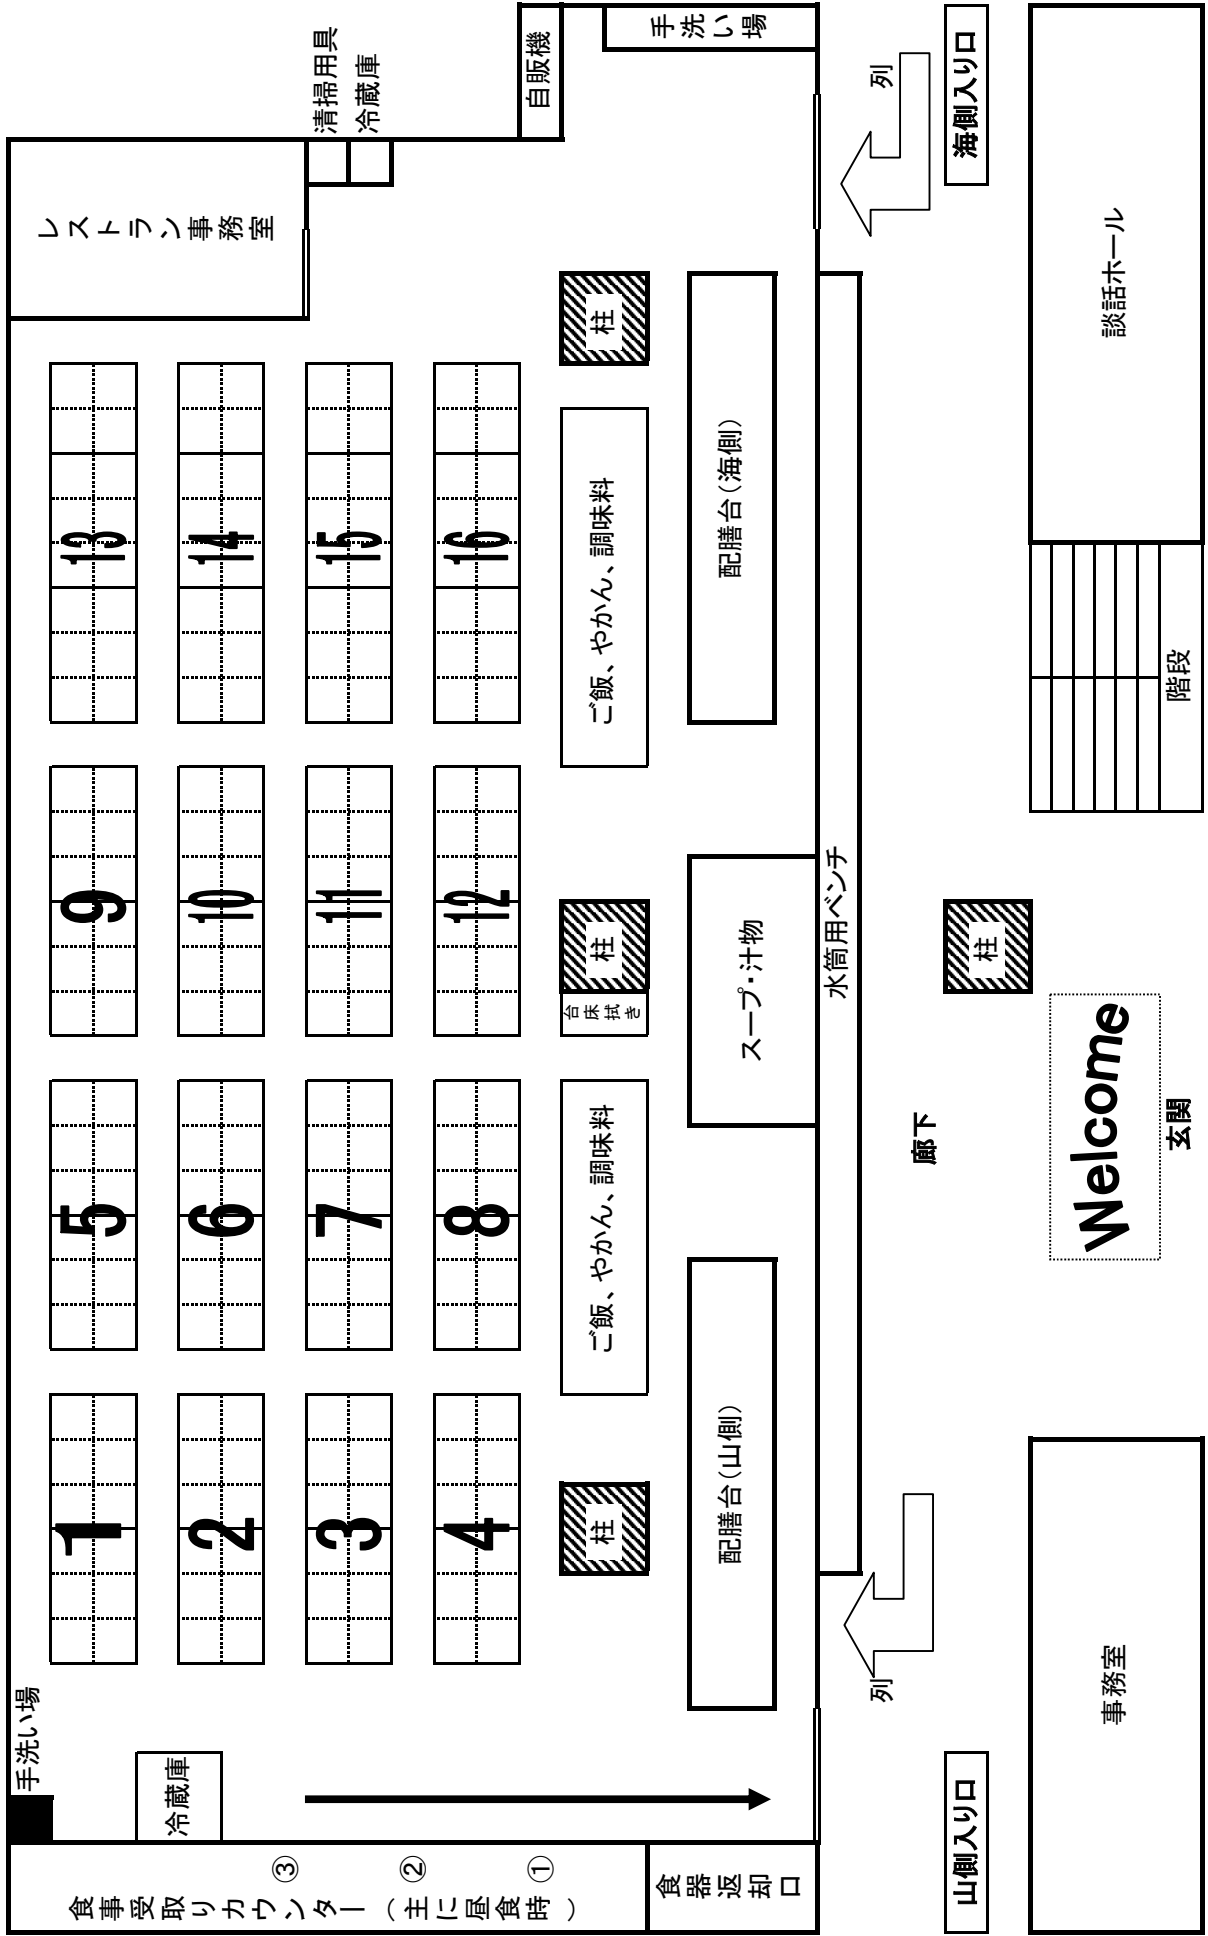 食事受取りカウンター（主に昼食時）
③
②
①
食器返却口
手洗い場
冷蔵庫
1
2
3
4
5
6
7
8
9
10
11
12
13
14
15
16
レストラン事務室
清掃用具
冷蔵庫
自販機
手洗い場
柱
ご飯、やかん、調味料
台床拭き
柱
ご飯、やかん、調味料
柱
配膳台（山側）
スープ・汁物
配膳台（海側）
水筒用ベンチ
列
列
山側入り口
廊下
柱
海側入り口
事務室
Welcome
玄関
階段
談話ホール